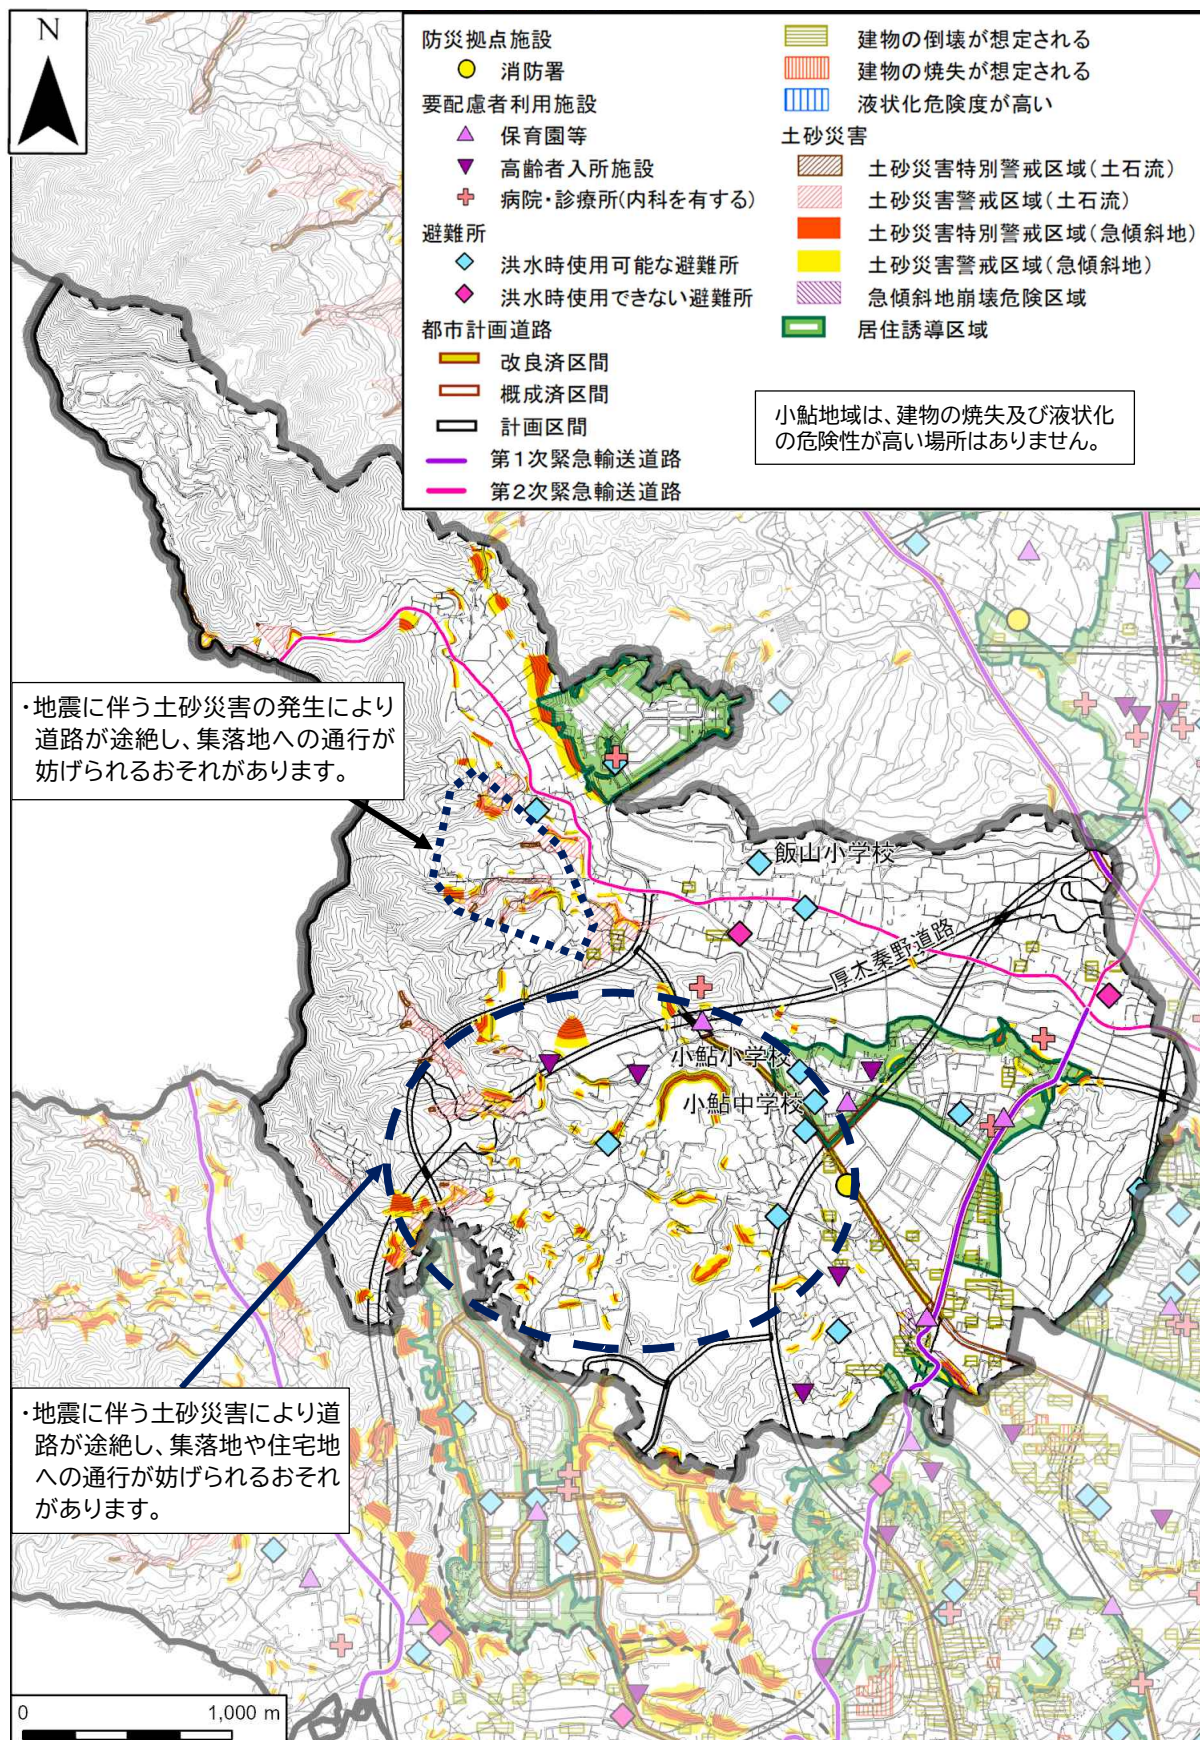 N
防災拠点施設
消防署
要配慮者利用施設
保育園等
高齢者入所施設
病院・診療所(内科を有する)
避難所
洪水時使用可能な避難所
洪水時使用できない避難所
都市計画道路
改良済区間
概成済区間
計画区間
第1次緊急輸送道路
第2次緊急輸送道路
建物の倒壊が想定される
建物の焼失が想定される
液状化危険度が高い
土砂災害
土砂災害特別警戒区域(土石流)
土砂災害警戒区域(土石流)
土砂災害特別警戒区域(急傾斜地)
土砂災害警戒区域(急傾斜地)
急傾斜地崩壊危険区域
居住誘導区域
小鮎地域は、建物の焼失及び液状化
の危険性が高い場所はありません。
・地震に伴う土砂災害の発生により
道路が途絶し、集落地への通行が
妨げられるおそれがあります。
飯山小学校
厚木秦野道路
小鮎小学校
小鮎中学校
・地震に伴う土砂災害により道
路が途絶し、集落地や住宅地
への通行が妨げられるおそれ
があります。
0 1,000 m